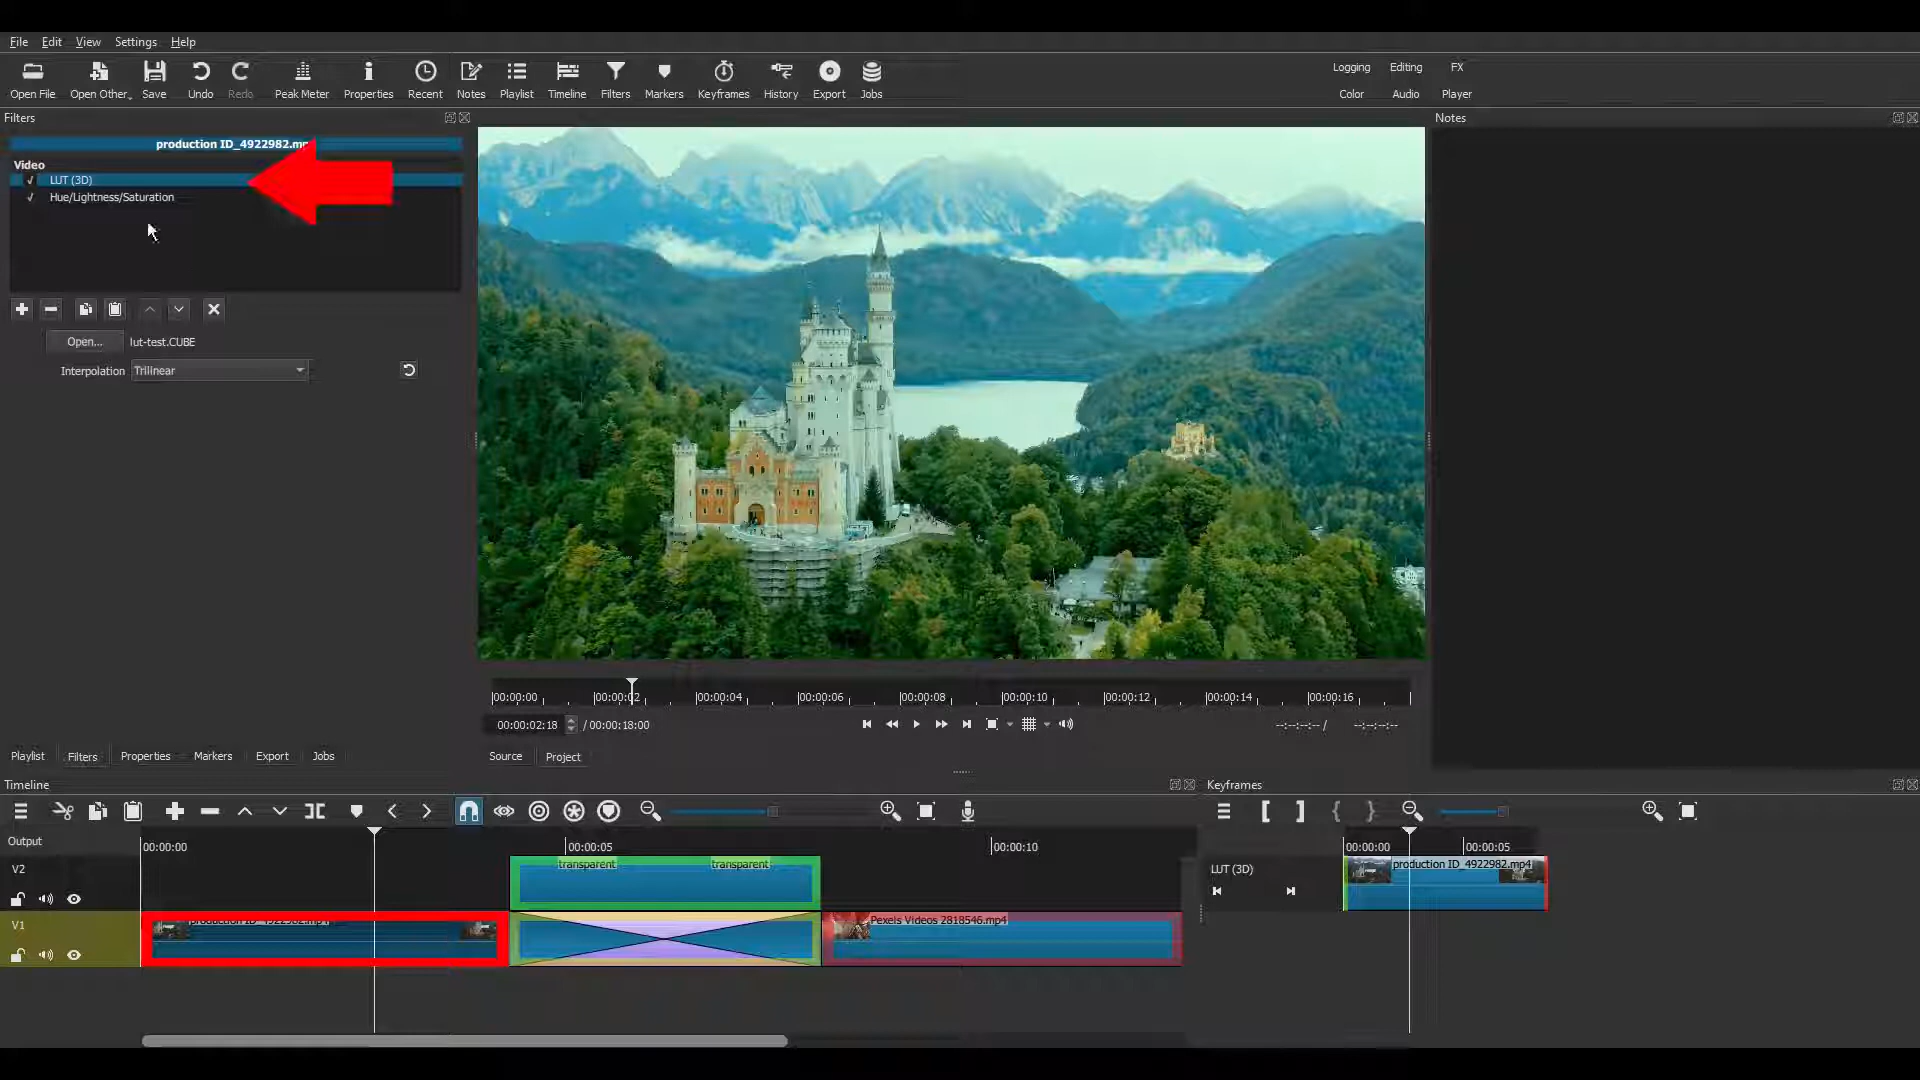 File Edit View Settings Help
Open File Open Other... Save Undo Redo Peak Meter Properties Recent Notes Playlist Timeline Filters Markers Keyframes History Export Jobs
Logging Editing FX
Color Audio Player
Filters
Notes
production ID_4922982.mp
Video
LUT (3D)
Hue/Lightness/Saturation
Open... lut-test.CUBE
Interpolation Trilinear
00:00:00 00:00:02 00:00:04 00:00:06 00:00:08 00:00:10 00:00:12 00:00:14 00:00:16
00:00:02:18 / 00:00:18:00
--:--:--:-- / --:--:--:--
Playlist Filters Properties Markers Export Jobs
Source Project
Timeline
Keyframes
Output
00:00:00 00:00:05 00:00:10
00:00:00 00:00:05
V2
transparent transparent
LUT (3D)
production ID_4922982.mp4
V1
production ID_4922982.mp4
Pexels Videos 2818546.mp4